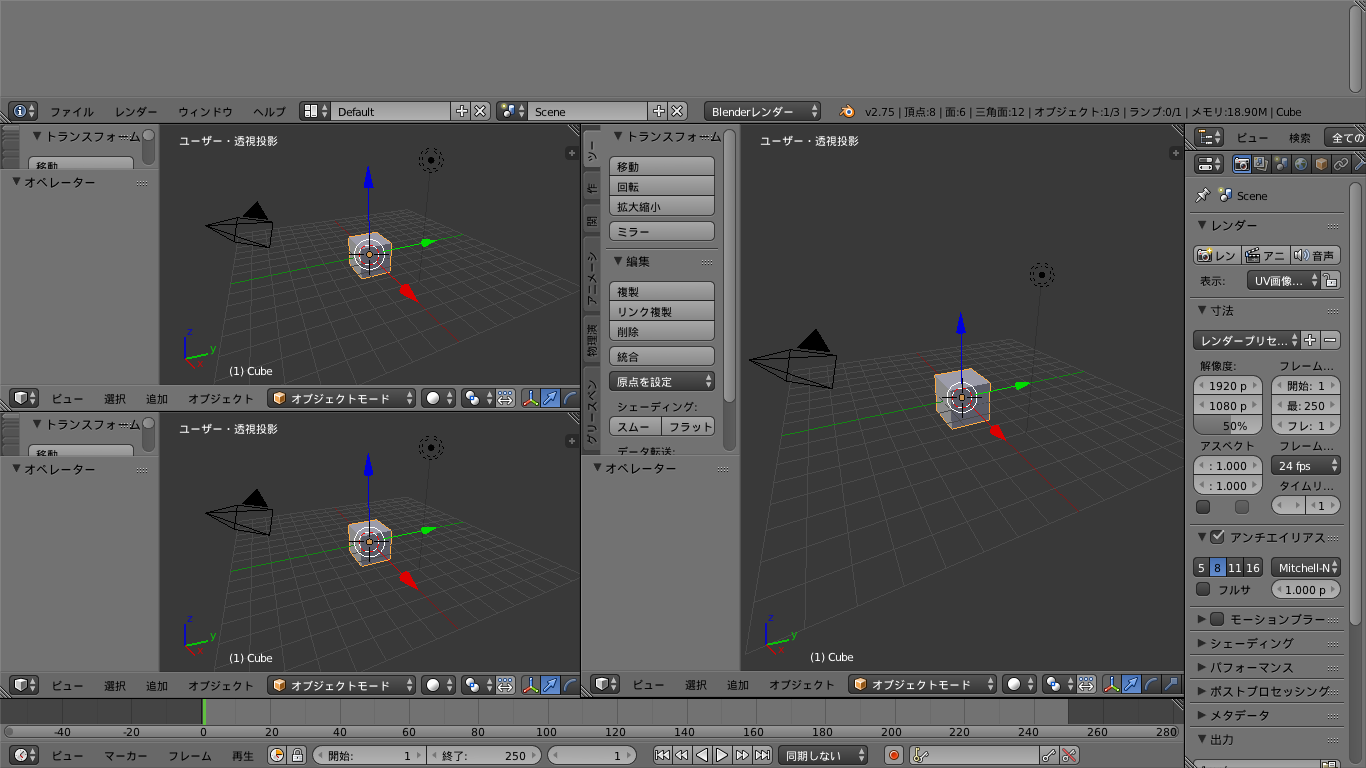 ファイル レンダー ウィンドウ ヘルプ Default Scene Blenderレンダー v2.75 | 頂点:8 | 面:6 | 三角面:12 | オブジェクト:1/3 | ランプ:0/1 | メモリ:18.90M | Cube
トランスフォーム
移動
オペレーター
ユーザー・透視投影
z
y
x
(1) Cube
ビュー 選択 追加 オブジェクト オブジェクトモード
トランスフォーム
移動
オペレーター
ユーザー・透視投影
z
y
x
(1) Cube
ビュー 選択 追加 オブジェクト オブジェクトモード
ツー
作
関
アニメーシ
物理演
グリースペン
トランスフォーム
移動
回転
拡大縮小
ミラー
編集
複製
リンク複製
削除
統合
原点を設定
シェーディング:
スムー フラット
データ転送:
オペレーター
ユーザー・透視投影
z
y
x
(1) Cube
ビュー 選択 追加 オブジェクト オブジェクトモード
ビュー 検索 全ての
Scene
レンダー
レン アニ 音声
表示: UV画像...
寸法
レンダープリセ...
解像度: フレーム...
1920 p 開始: 1
1080 p 最: 250
50% フレ: 1
アスペクト フレーム...
: 1.000 24 fps
: 1.000 タイムリ...
1
アンチエイリアス
5 8 11 16 Mitchell-N
フルサ 1.000 p
モーションブラー
シェーディング
パフォーマンス
ポストプロセッシング
メタデータ
出力
-40 -20 0 20 40 60 80 100 120 140 160 180 200 220 240 260 280
ビュー マーカー フレーム 再生 開始: 1 終了: 250 1 同期しない